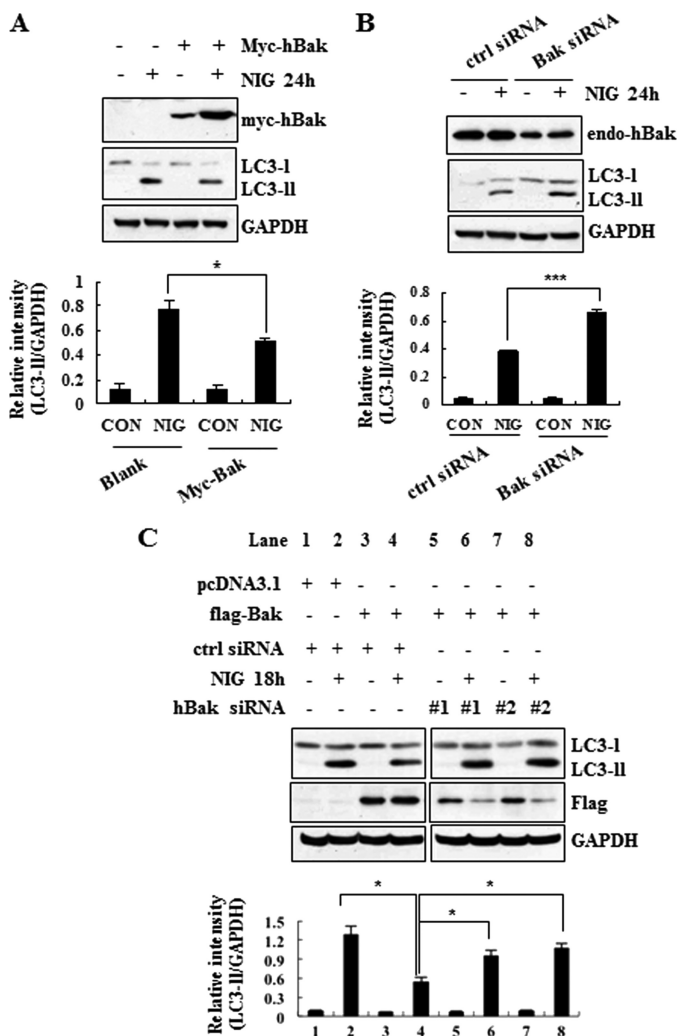 A
- - + + Myc-hBak
- + - + NIG 24h
myc-hBak
LC3-I
LC3-II
GAPDH
Relative intensity
(LC3-II/GAPDH)
1
0.8
0.6
0.4
0.2
0
*
CON NIG CON NIG
Blank Myc-Bak
B
ctrl siRNA Bak siRNA
- + - + NIG 24h
endo-hBak
LC3-I
LC3-II
GAPDH
Relative intensity
(LC3-II/GAPDH)
0.8
0.6
0.4
0.2
0
***
CON NIG CON NIG
ctrl siRNA Bak siRNA
C
Lane 1 2 3 4 5 6 7 8
pcDNA3.1 + + - - - - - -
flag-Bak - - + + + + + +
ctrl siRNA + + + + - - - -
NIG 18h - + - + - + - +
hBak siRNA - - - - #1 #1 #2 #2
LC3-I
LC3-II
Flag
GAPDH
Relative intensity
(LC3-II/GAPDH)
1.5
1.2
0.9
0.6
0.3
0
* * *
1 2 3 4 5 6 7 8